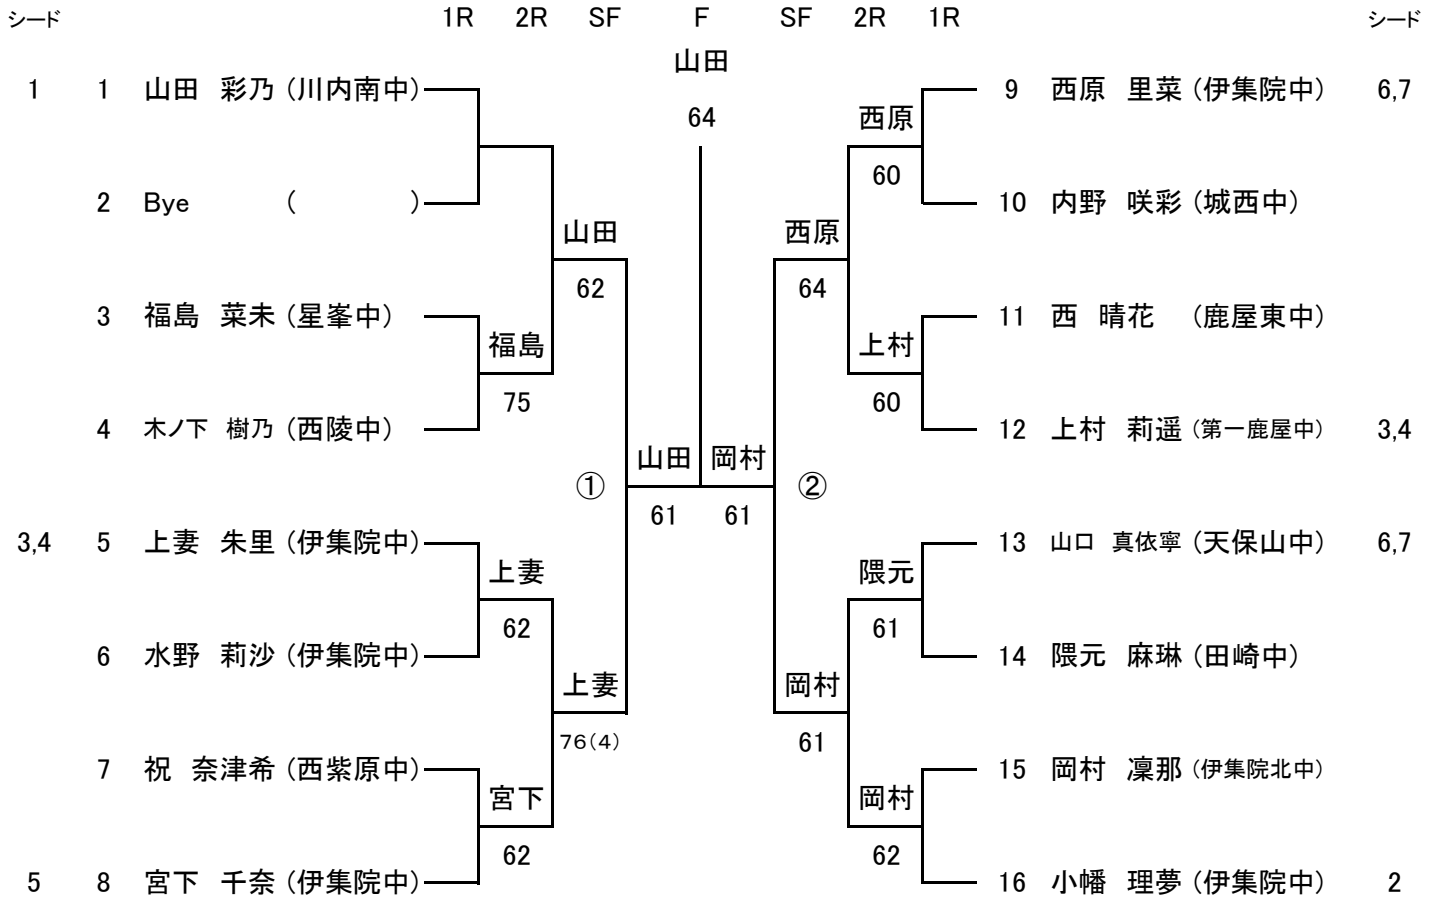 シード 1R 2R SF F SF 2R 1R シード
山田
1 1 山田 彩乃 (川内南中) 9 西原 里菜 (伊集院中) 6,7
64 西原
60
2 Bye ( ) 10 内野 咲彩 (城西中)
山田 西原
62 64
3 福島 菜未 (星峯中) 11 西 晴花 (鹿屋東中)
福島 上村
75 60
4 木ノ下 樹乃 (西陵中) 12 上村 莉遥 (第一鹿屋中) 3,4
山田 岡村
① ②
61 61
3,4 5 上妻 朱里 (伊集院中) 13 山口 真依寧 (天保山中) 6,7
上妻 隈元
62 61
6 水野 莉沙 (伊集院中) 14 隈元 麻琳 (田崎中)
上妻 岡村
76(4) 61
7 祝 奈津希 (西紫原中) 15 岡村 凜那 (伊集院北中)
宮下 岡村
62 62
5 8 宮下 千奈 (伊集院中) 16 小幡 理夢 (伊集院中) 2